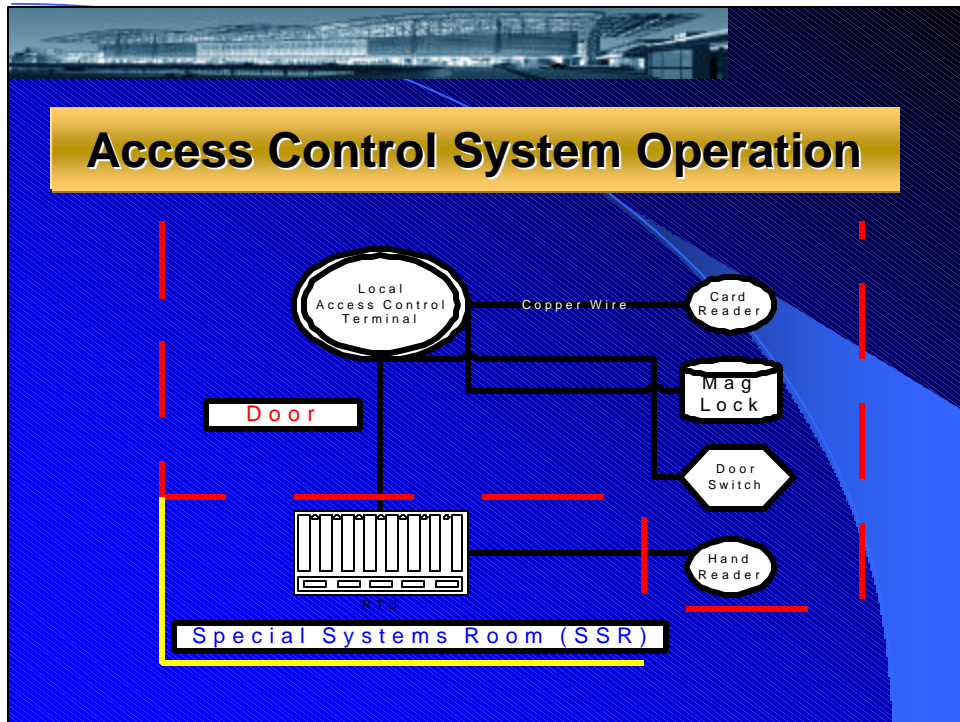 Access Control System Operation
Local
Access Control
Terminal
Copper Wire
Card
Reader
Mag
Lock
Door
Door
Switch
Hand
Reader
RTU
Special Systems Room (SSR)